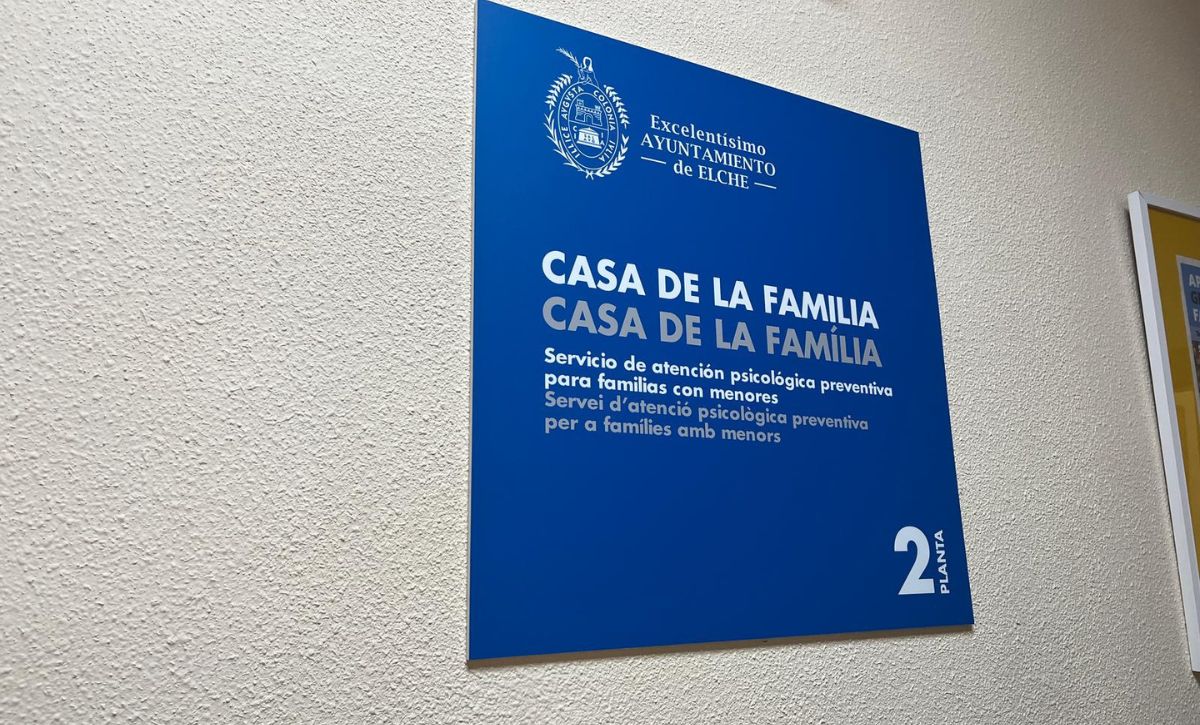 COLONIA IVLIA ILLICE AVGVSTA
Excelentísimo
AYUNTAMIENTO
de ELCHE
CASA DE LA FAMILIA
CASA DE LA FAMÍLIA
Servicio de atención psicológica preventiva
para familias con menores
Servei d'atenció psicològica preventiva
per a famílies amb menors
2
PLANTA